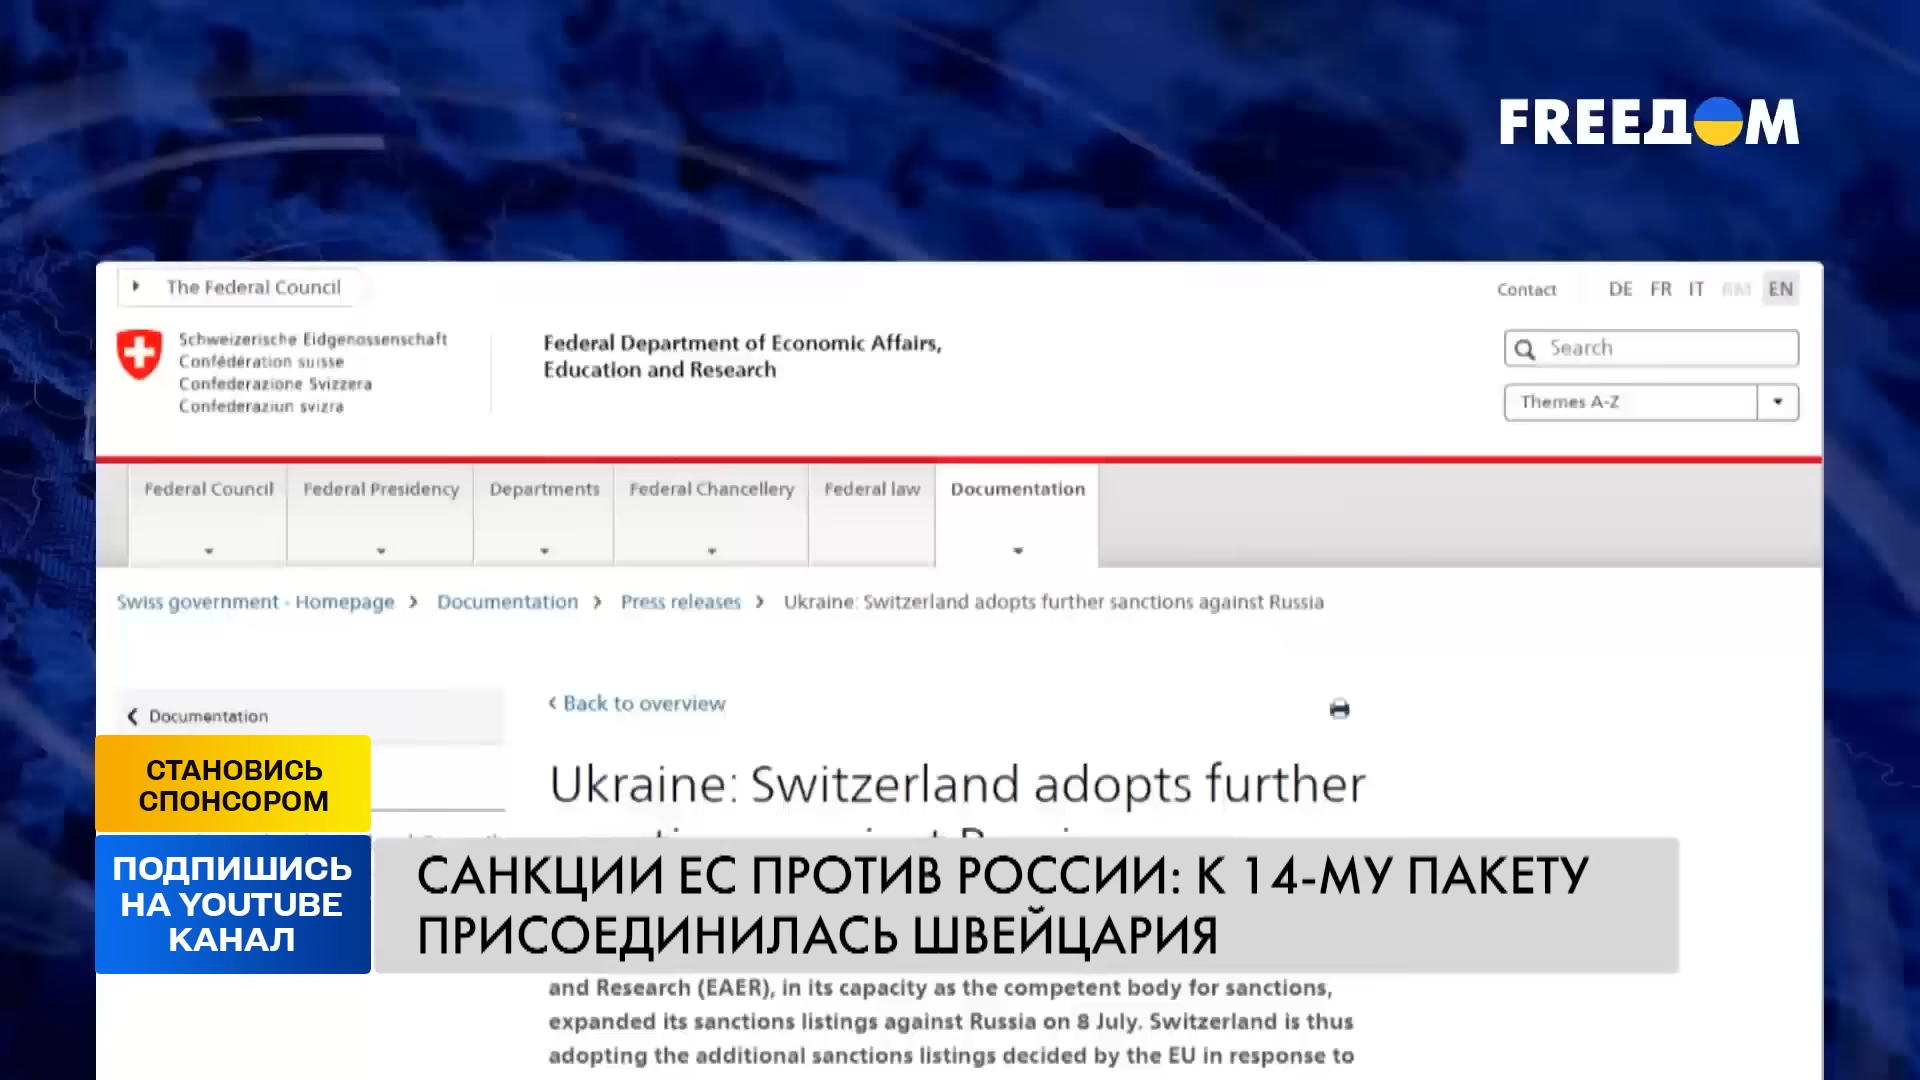 FREEДОМ
The Federal Council
Contact DE FR IT RM EN
Schweizerische Eidgenossenschaft
Confédération suisse
Confederazione Svizzera
Confederaziun svizra
Federal Department of Economic Affairs,
Education and Research
Search
Themes A-Z
Federal Council Federal Presidency Departments Federal Chancellery Federal law Documentation
Swiss government - Homepage > Documentation > Press releases > Ukraine: Switzerland adopts further sanctions against Russia
Documentation
Back to overview
Ukraine: Switzerland adopts further
СТАНОВИСЬ
СПОНСОРОМ
ПОДПИШИСЬ
НА YOUTUBE
КАНАЛ
САНКЦИИ ЕС ПРОТИВ РОССИИ: К 14-МУ ПАКЕТУ
ПРИСОЕДИНИЛАСЬ ШВЕЙЦАРИЯ
and Research (EAER), in its capacity as the competent body for sanctions,
expanded its sanctions listings against Russia on 8 July. Switzerland is thus
adopting the additional sanctions listings decided by the EU in response to